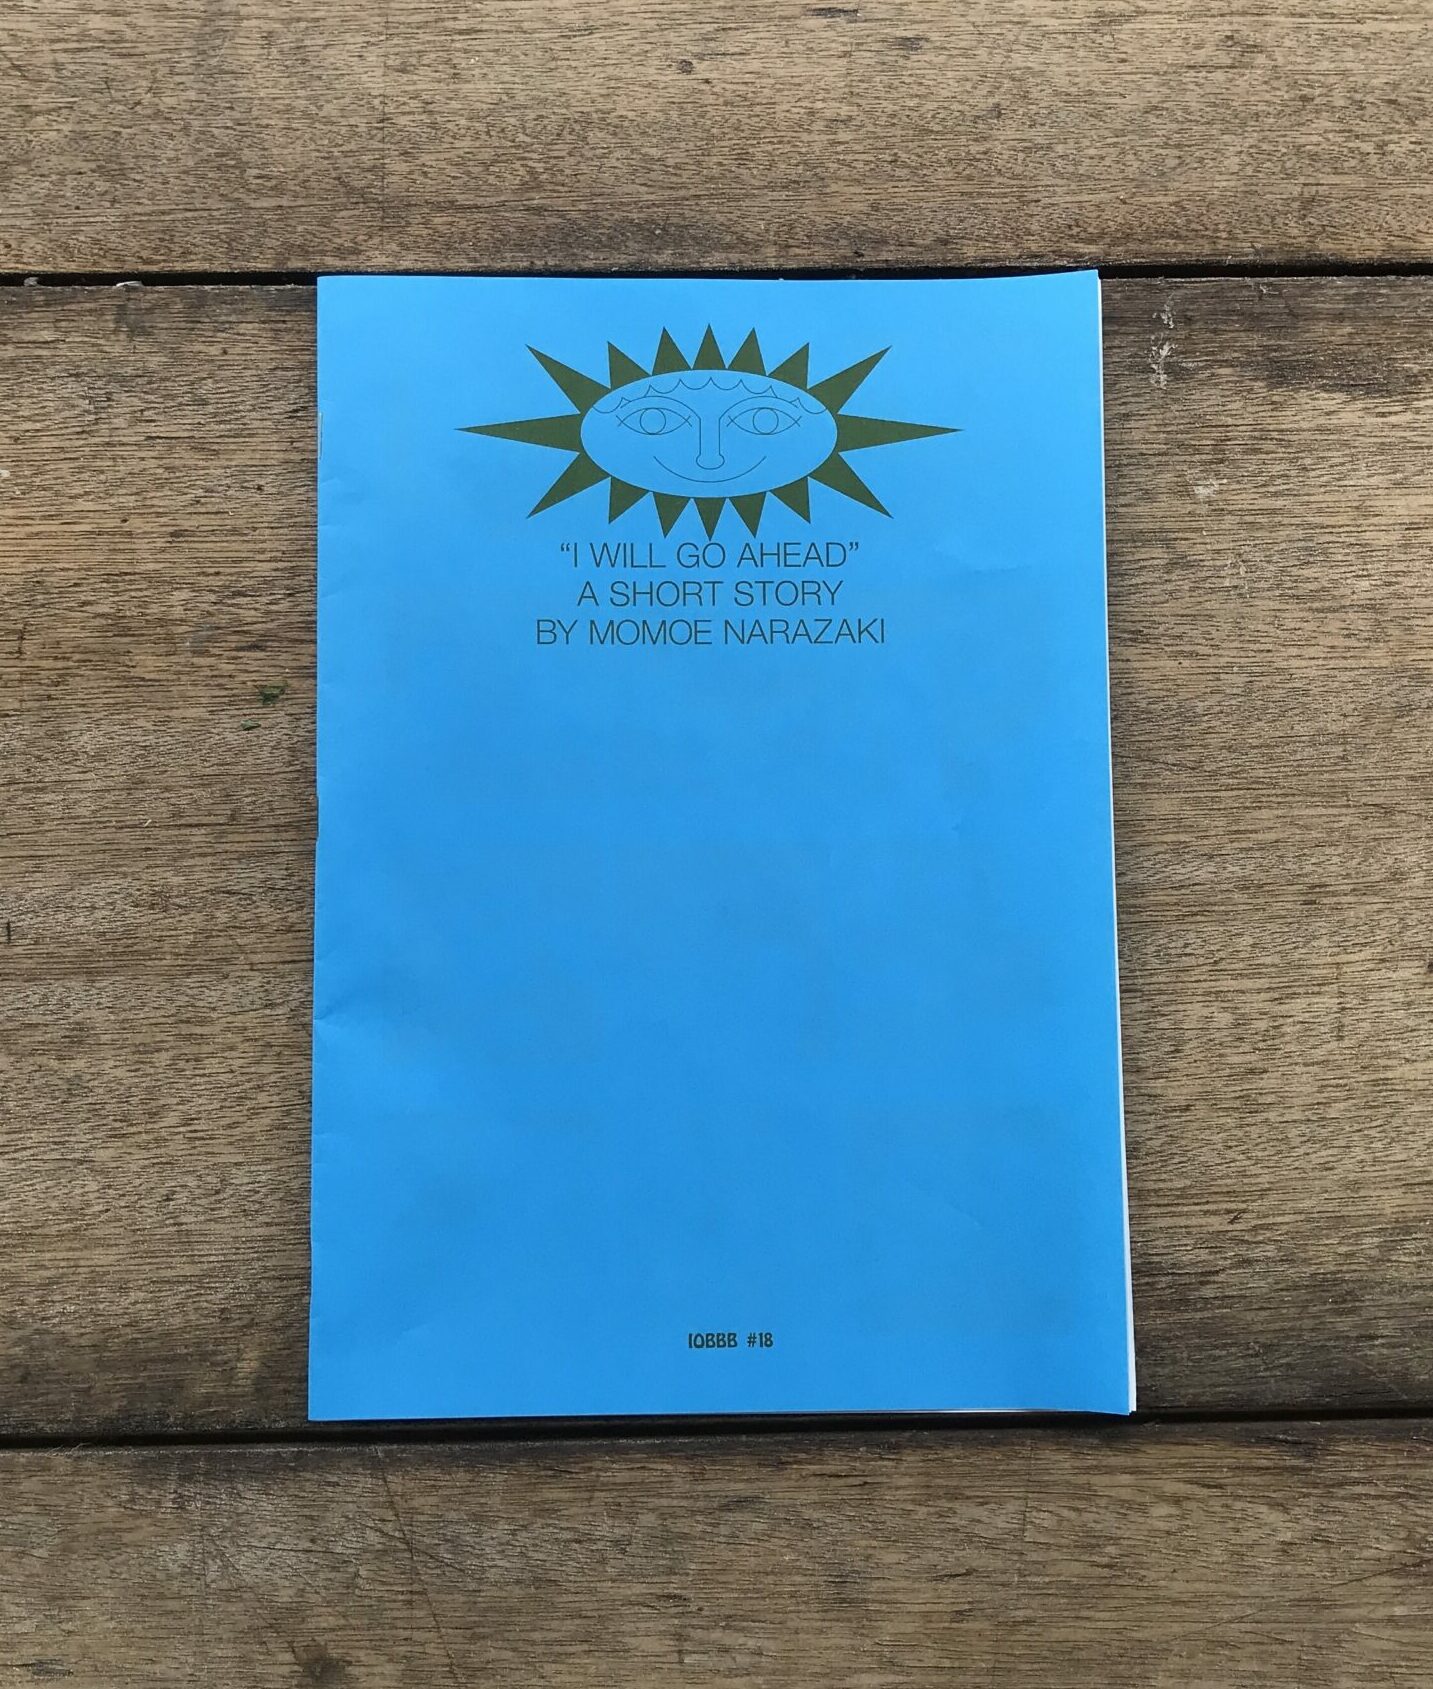 “I WILL GO AHEAD”
A SHORT STORY
BY MOMOE NARAZAKI
IOBBB #18